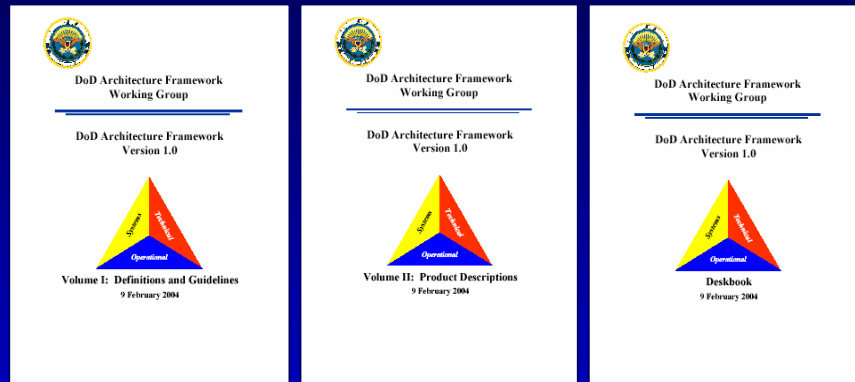 DoD Architecture Framework
Working Group
DoD Architecture Framework
Version 1.0
Systems
Technical
Operational
Volume I: Definitions and Guidelines
9 February 2004
DoD Architecture Framework
Working Group
DoD Architecture Framework
Version 1.0
Systems
Technical
Operational
Volume II: Product Descriptions
9 February 2004
DoD Architecture Framework
Working Group
DoD Architecture Framework
Version 1.0
Systems
Technical
Operational
Deskbook
9 February 2004